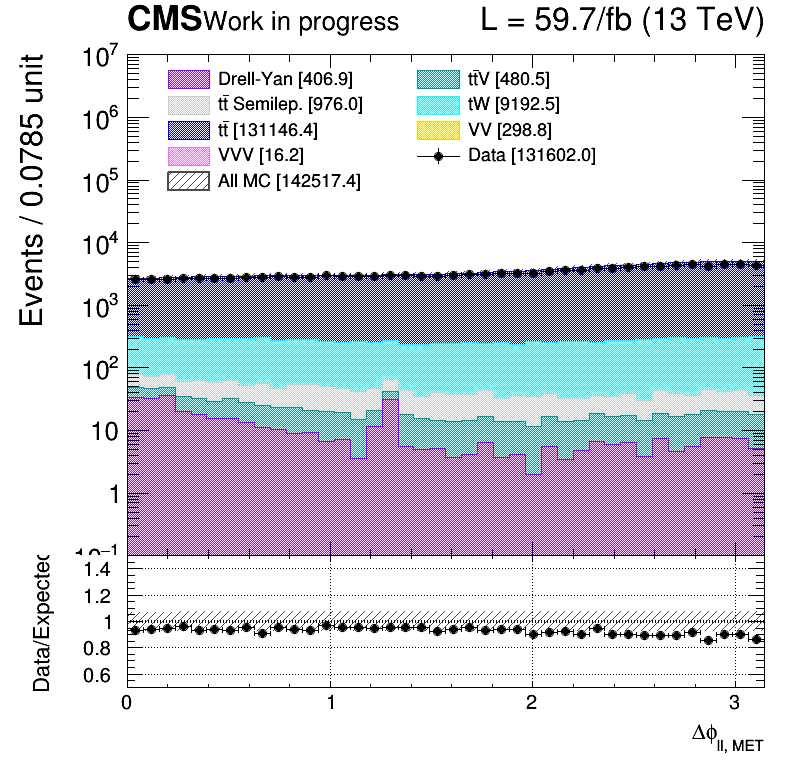 CMS Work in progress L = 59.7/fb (13 TeV)
Events / 0.0785 unit
10⁷
10⁶
10⁵
10⁴
10³
10²
10
1
10⁻¹
Drell-Yan [406.9]
tt̄ Semilep. [976.0]
tt̄ [131146.4]
VVV [16.2]
All MC [142517.4]
tt̄V [480.5]
tW [9192.5]
VV [298.8]
Data [131602.0]
Data/Expected
1.4
1.2
1
0.8
0.6
0 1 2 3
Δϕ_ll, MET